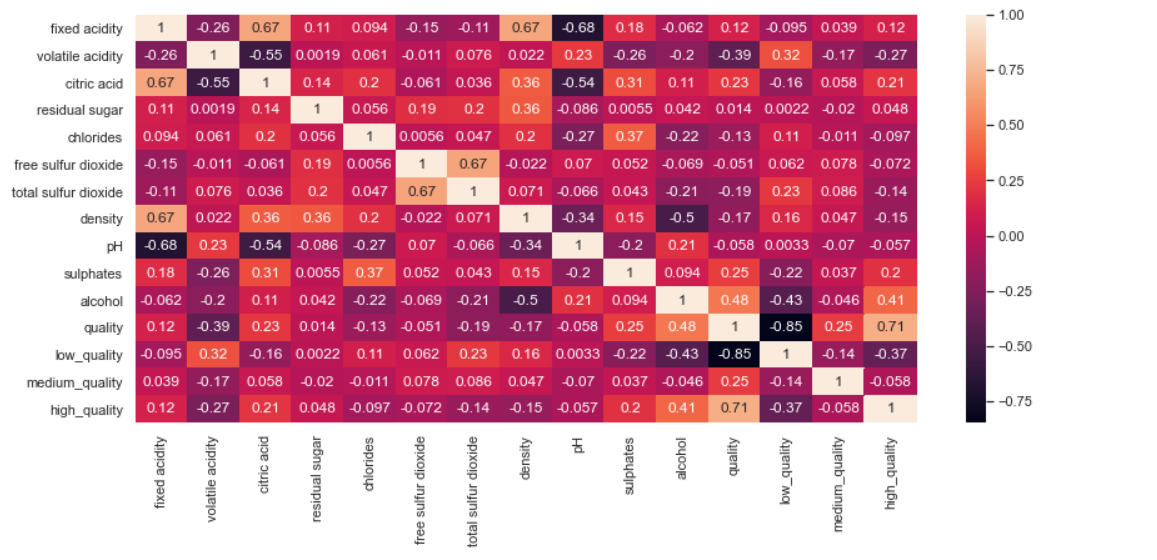 fixed acidity 1 -0.26 0.67 0.11 0.094 -0.15 -0.11 0.67 -0.68 0.18 -0.062 0.12 -0.095 0.039 0.12
volatile acidity -0.26 1 -0.55 0.0019 0.061 -0.011 0.076 0.022 0.23 -0.26 -0.2 -0.39 0.32 -0.17 -0.27
citric acid 0.67 -0.55 1 0.14 0.2 -0.061 0.036 0.36 -0.54 0.31 0.11 0.23 -0.16 0.058 0.21
residual sugar 0.11 0.0019 0.14 1 0.056 0.19 0.2 0.36 -0.086 0.0055 0.042 0.014 0.0022 -0.02 0.048
chlorides 0.094 0.061 0.2 0.056 1 0.0056 0.047 0.2 -0.27 0.37 -0.22 -0.13 0.11 -0.011 -0.097
free sulfur dioxide -0.15 -0.011 -0.061 0.19 0.0056 1 0.67 -0.022 0.07 0.052 -0.069 -0.051 0.062 0.078 -0.072
total sulfur dioxide -0.11 0.076 0.036 0.2 0.047 0.67 1 0.071 -0.066 0.043 -0.21 -0.19 0.23 0.086 -0.14
density 0.67 0.022 0.36 0.36 0.2 -0.022 0.071 1 -0.34 0.15 -0.5 -0.17 0.16 0.047 -0.15
pH -0.68 0.23 -0.54 -0.086 -0.27 0.07 -0.066 -0.34 1 -0.2 0.21 -0.058 0.0033 -0.07 -0.057
sulphates 0.18 -0.26 0.31 0.0055 0.37 0.052 0.043 0.15 -0.2 1 0.094 0.25 -0.22 0.037 0.2
alcohol -0.062 -0.2 0.11 0.042 -0.22 -0.069 -0.21 -0.5 0.21 0.094 1 0.48 -0.43 -0.046 0.41
quality 0.12 -0.39 0.23 0.014 -0.13 -0.051 -0.19 -0.17 -0.058 0.25 0.48 1 -0.85 0.25 0.71
low_quality -0.095 0.32 -0.16 0.0022 0.11 0.062 0.23 0.16 0.0033 -0.22 -0.43 -0.85 1 -0.14 -0.37
medium_quality 0.039 -0.17 0.058 -0.02 -0.011 0.078 0.086 0.047 -0.07 0.037 -0.046 0.25 -0.14 1 -0.058
high_quality 0.12 -0.27 0.21 0.048 -0.097 -0.072 -0.14 -0.15 -0.057 0.2 0.41 0.71 -0.37 -0.058 1
fixed acidity
volatile acidity
citric acid
residual sugar
chlorides
free sulfur dioxide
total sulfur dioxide
density
pH
sulphates
alcohol
quality
low_quality
medium_quality
high_quality
1.00
0.75
0.50
0.25
0.00
-0.25
-0.50
-0.75